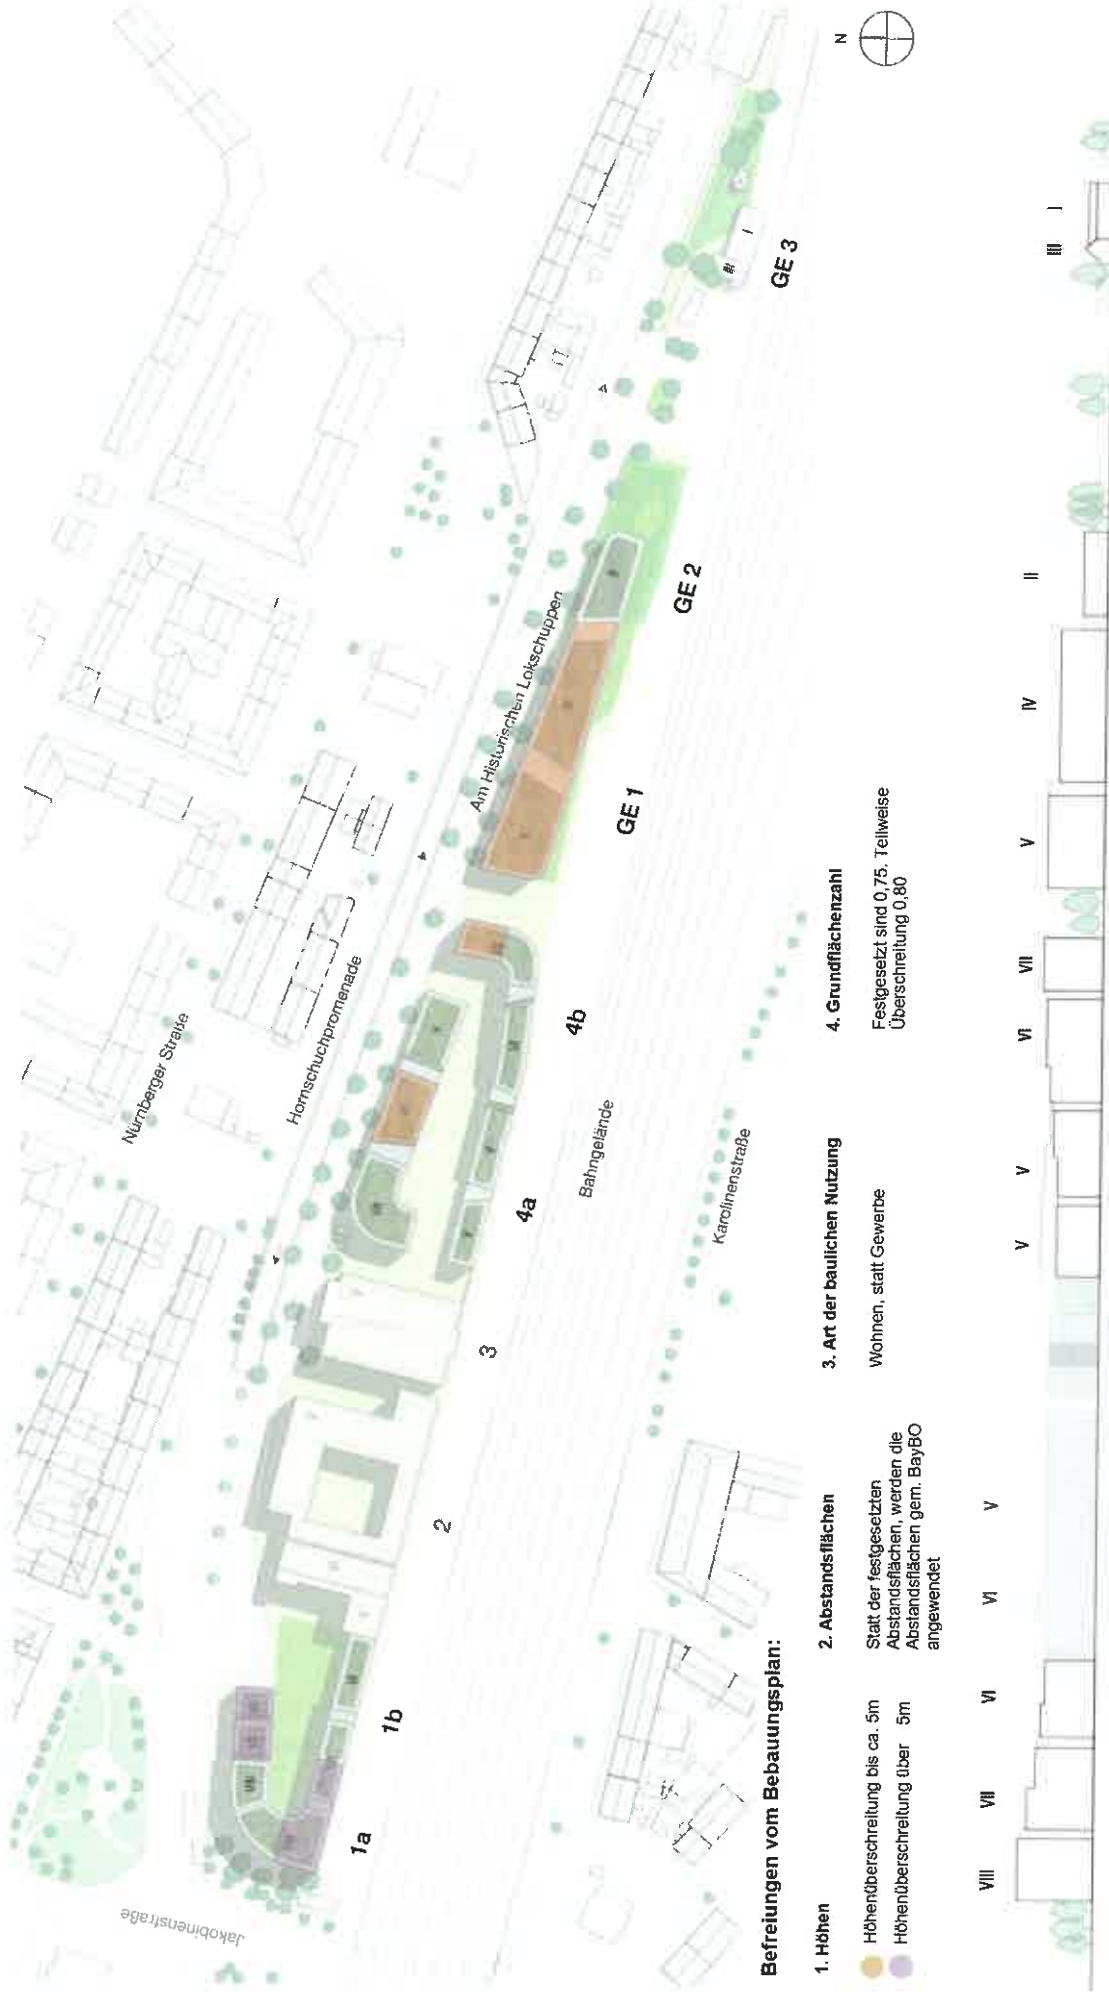 N
Nürnberger Straße
Hornschuchpromenade
Am Historischen Lokschuppen
Jakobinenstraße
1a
1b
2
3
4a
4b
GE 1
GE 2
GE 3
III
I
Bahngelände
Karolinenstraße
Befreiungen vom Bebauungsplan:
1. Höhen
Höhenüberschreitung bis ca. 5m
Höhenüberschreitung über 5m
2. Abstandsflächen
Statt der festgesetzten
Abstandsflächen, werden die
Abstandsflächen gem. BayBO
angewendet
3. Art der baulichen Nutzung
Wohnen, statt Gewerbe
4. Grundflächenzahl
Festgesetzt sind 0,75. Teilweise
Überschreitung 0,80
VIII
VII
VI
VI
V
V
V
VI
VII
V
IV
II
III
I